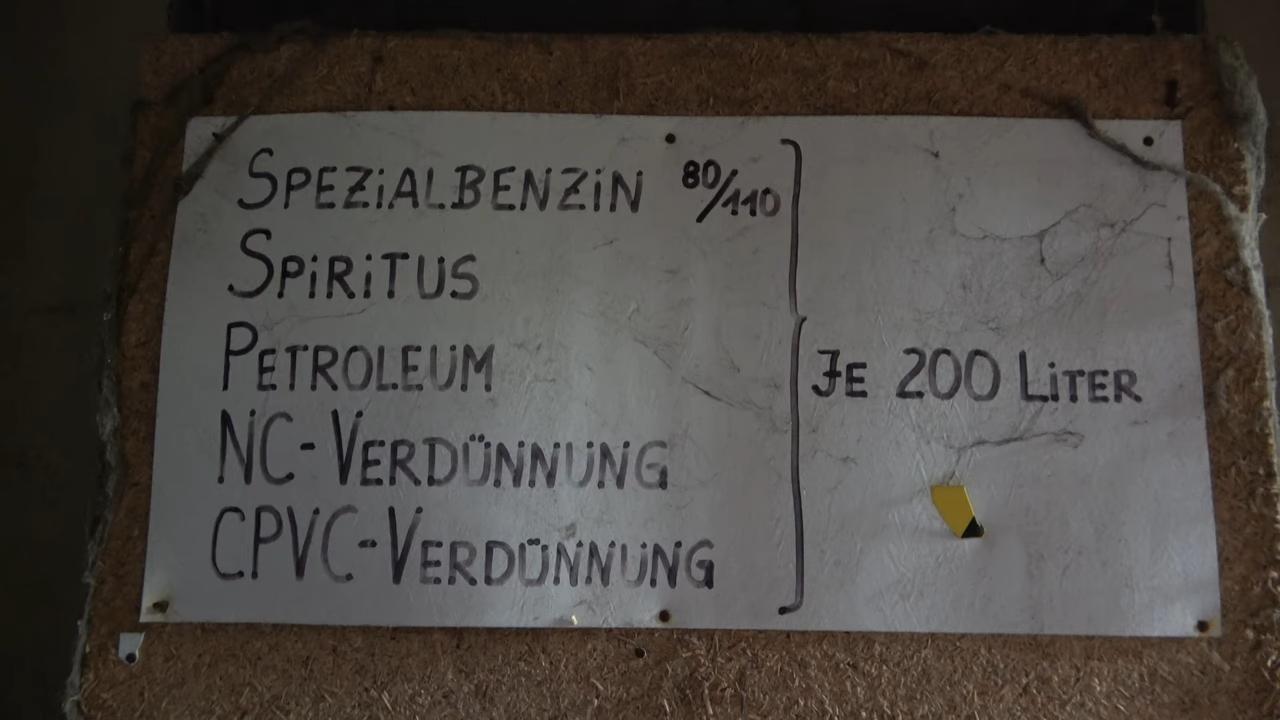 SPEZiALBENZiN 80/110
SPiRiTUS
PETROLEUM
NC-VERDÜNNUNG
CPVC-VERDÜNNUNG
JE 200 LiTER